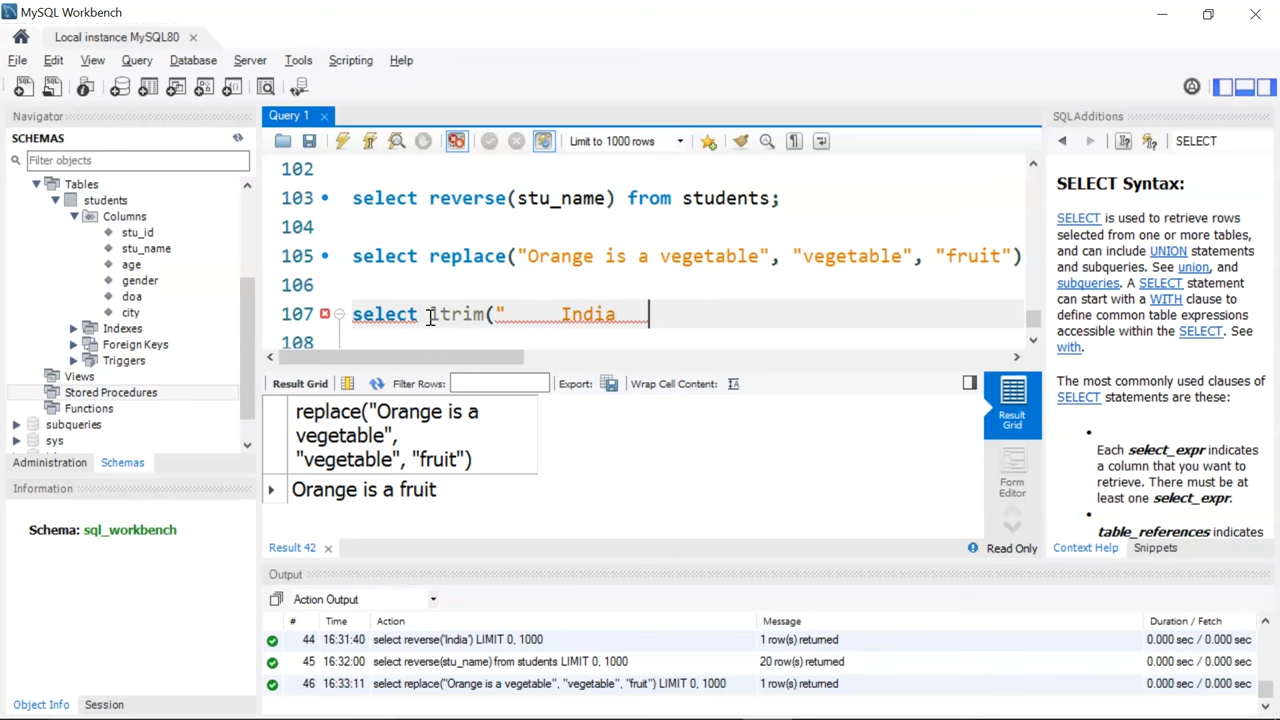 MySQL Workbench
Local instance MySQL80
File Edit View Query Database Server Tools Scripting Help
Navigator
SCHEMAS
Filter objects
Tables
students
Columns
stu_id
stu_name
age
gender
doa
city
Indexes
Foreign Keys
Triggers
Views
Stored Procedures
Functions
subqueries
sys
Administration Schemas
Information
Schema: sql_workbench
Object Info Session
Query 1
Limit to 1000 rows
102
103 select reverse(stu_name) from students;
104
105 select replace("Orange is a vegetable", "vegetable", "fruit")
106
107 select ltrim(" India
108
Result Grid Filter Rows: Export: Wrap Cell Content:
replace("Orange is a
vegetable",
"vegetable", "fruit")
Orange is a fruit
Result Grid
Form Editor
Result 42 Read Only
Output
Action Output
# Time Action Message Duration / Fetch
44 16:31:40 select reverse('India') LIMIT 0, 1000 1 row(s) returned 0.000 sec / 0.000 sec
45 16:32:00 select reverse(stu_name) from students LIMIT 0, 1000 20 row(s) returned 0.000 sec / 0.000 sec
46 16:33:11 select replace("Orange is a vegetable", "vegetable", "fruit") LIMIT 0, 1000 1 row(s) returned 0.000 sec / 0.000 sec
SQLAdditions
SELECT
SELECT Syntax:
SELECT is used to retrieve rows
selected from one or more tables,
and can include UNION statements
and subqueries. See union, and
subqueries. A SELECT statement
can start with a WITH clause to
define common table expressions
accessible within the SELECT. See
with.
The most commonly used clauses of
SELECT statements are these:
Each select_expr indicates
a column that you want to
retrieve. There must be at
least one select_expr.
table_references indicates
Context Help Snippets